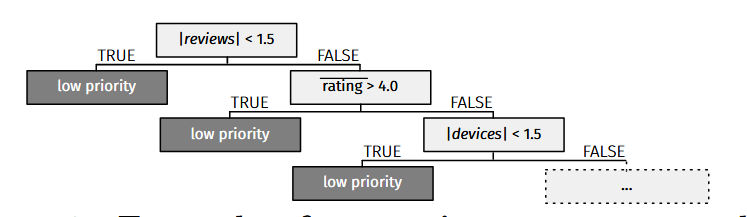 |reviews| < 1.5
TRUE FALSE
low priority
rating > 4.0
TRUE FALSE
low priority
|devices| < 1.5
TRUE FALSE
low priority
...